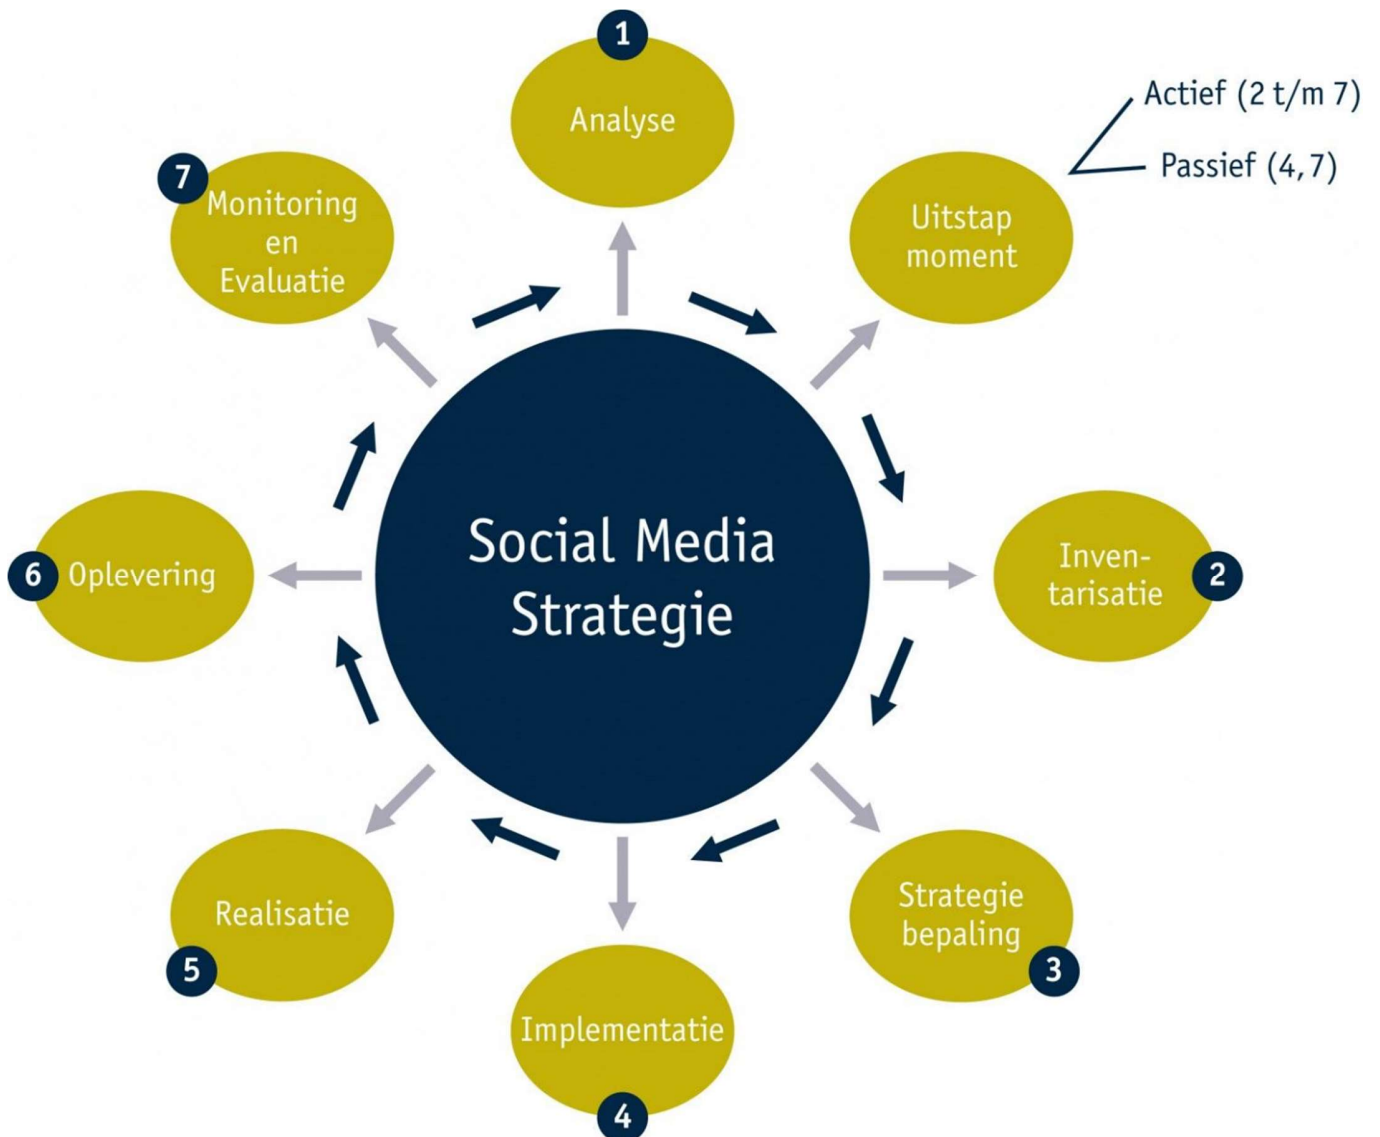 1
Analyse
Actief (2 t/m 7)
Passief (4,7)
Uitstap
moment
7
Monitoring
en
Evaluatie
Social Media
Strategie
Inven-
tarisatie
2
6
Oplevering
Strategie
bepaling
3
Realisatie
5
Implementatie
4